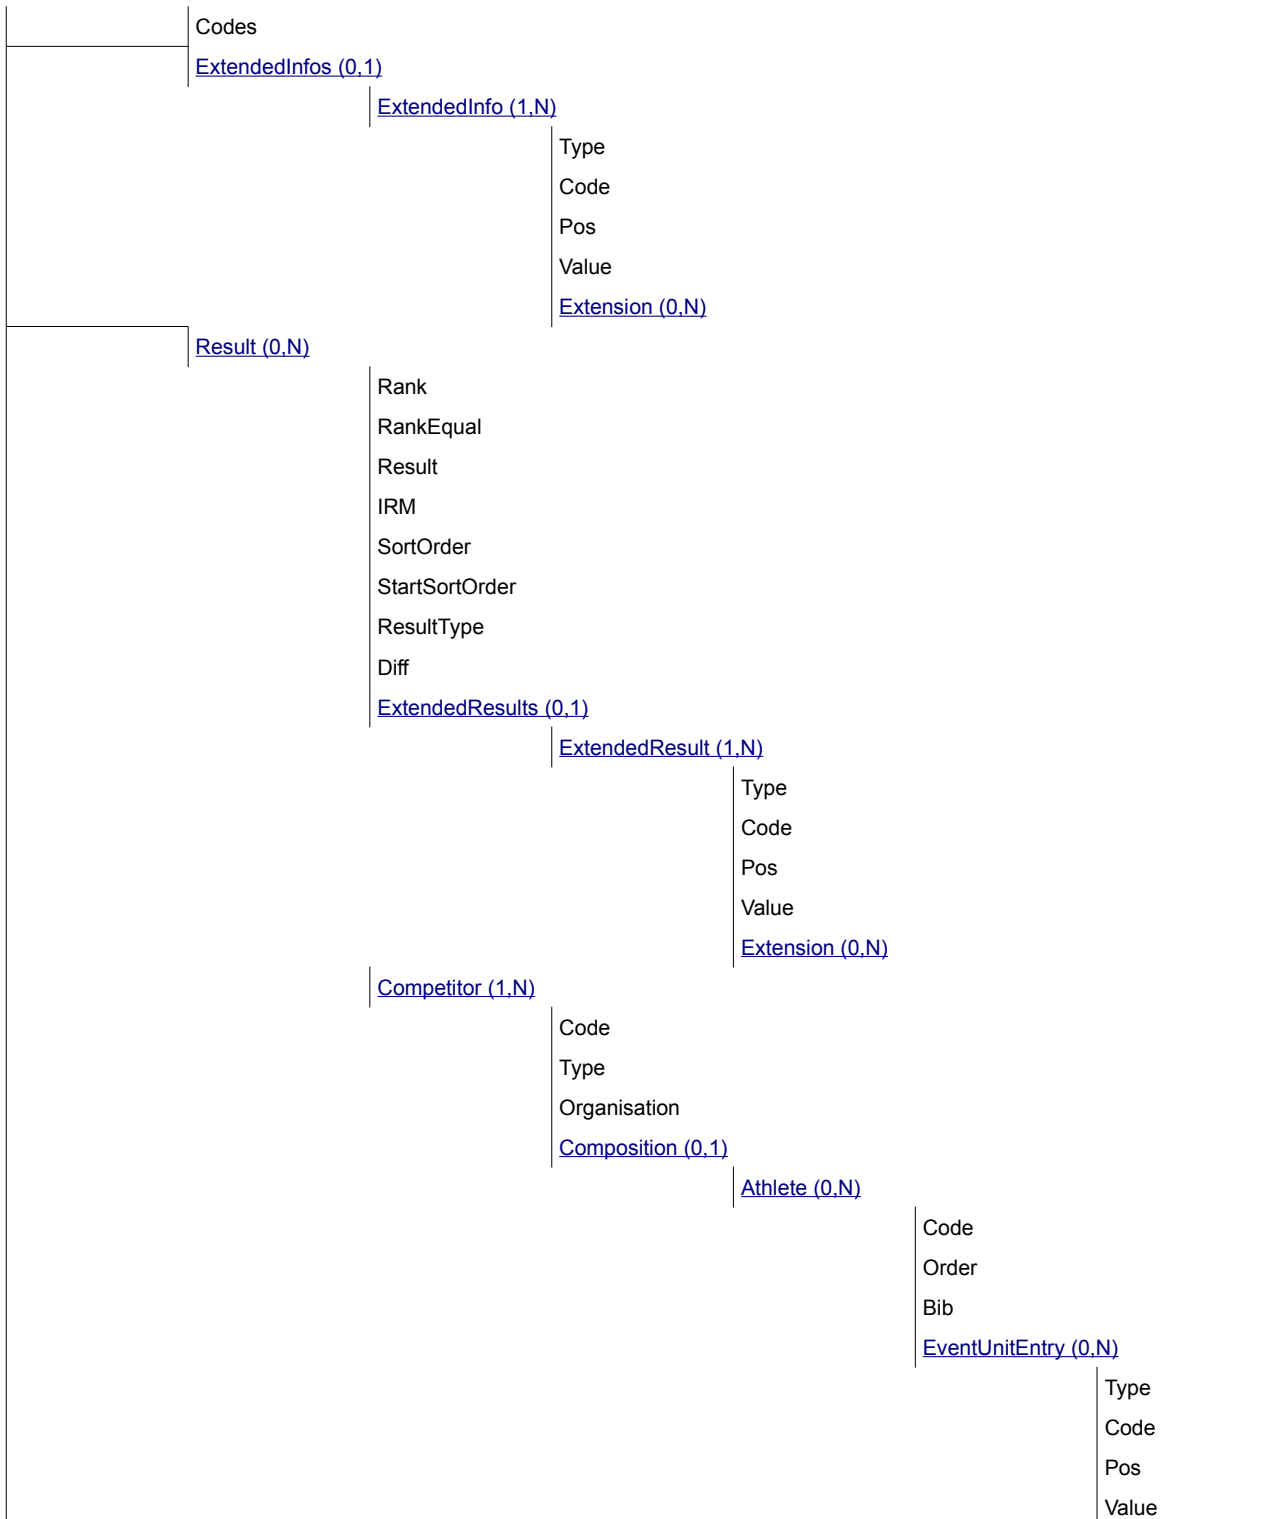 Codes
ExtendedInfos (0,1)
ExtendedInfo (1,N)
Type
Code
Pos
Value
Extension (0,N)
Result (0,N)
Rank
RankEqual
Result
IRM
SortOrder
StartSortOrder
ResultType
Diff
ExtendedResults (0,1)
ExtendedResult (1,N)
Type
Code
Pos
Value
Extension (0,N)
Competitor (1,N)
Code
Type
Organisation
Composition (0,1)
Athlete (0,N)
Code
Order
Bib
EventUnitEntry (0,N)
Type
Code
Pos
Value